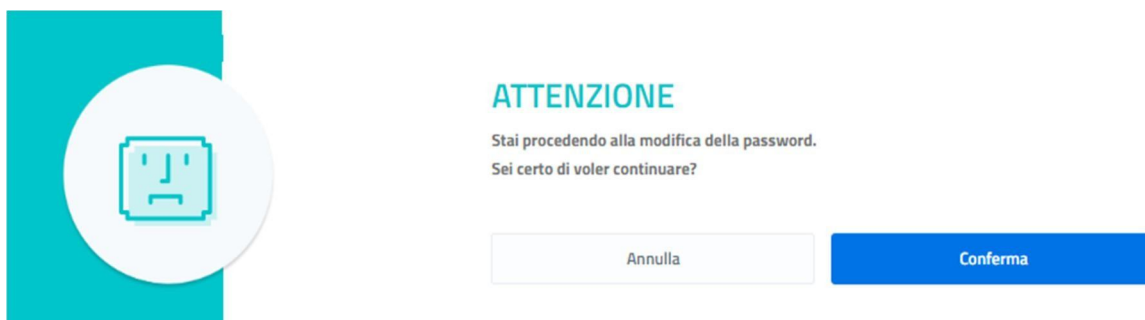 ATTENZIONE
Stai procedendo alla modifica della password.
Sei certo di voler continuare?
Annulla
Conferma